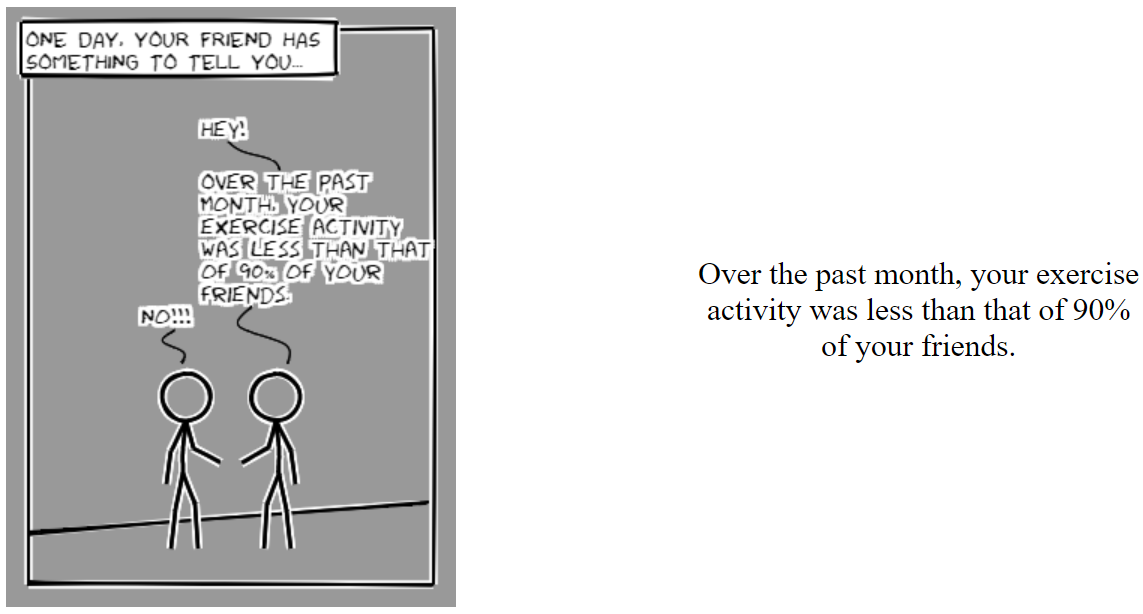 ONE DAY, YOUR FRIEND HAS
SOMETHING TO TELL YOU...
HEY!
OVER THE PAST
MONTH, YOUR
EXERCISE ACTIVITY
WAS LESS THAN THAT
OF 90% OF YOUR
FRIENDS.
NO!!!
Over the past month, your exercise
activity was less than that of 90%
of your friends.